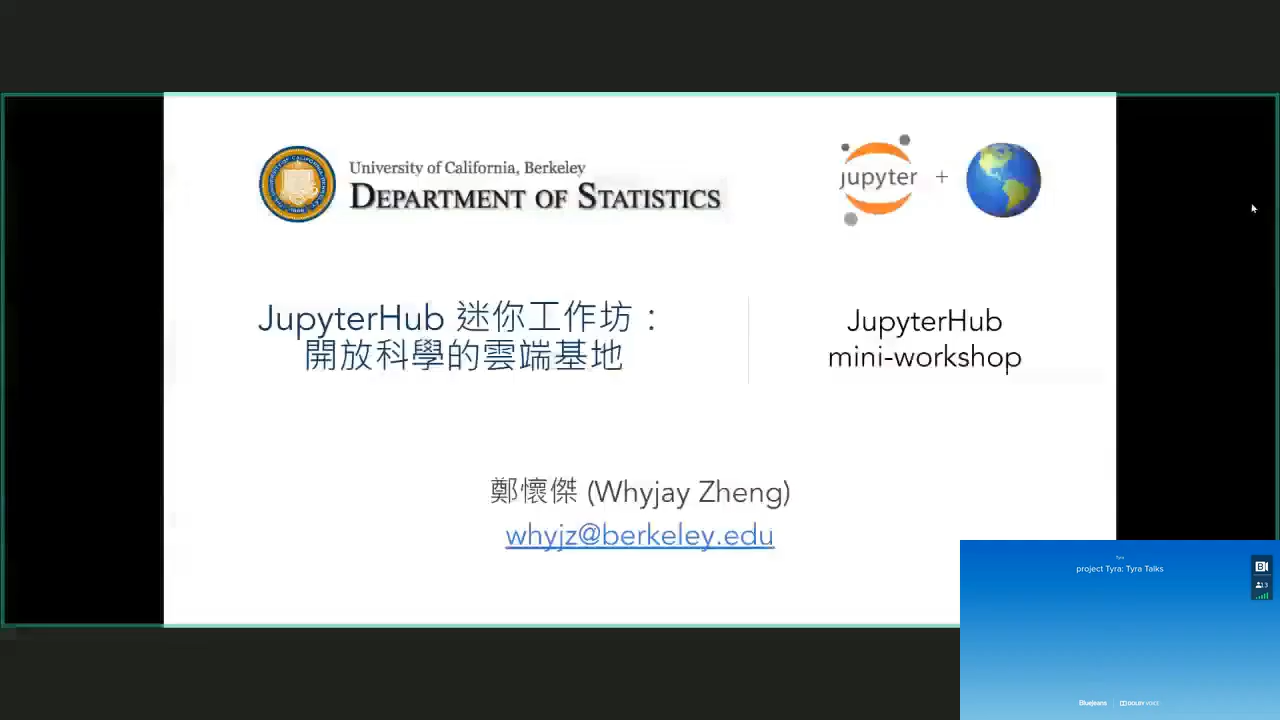 University of California, Berkeley
DEPARTMENT OF STATISTICS
jupyter +
JupyterHub 迷你工作坊：
開放科學的雲端基地
JupyterHub
mini-workshop
鄭懷傑 (Whyjay Zheng)
whyjz@berkeley.edu
Tyra
project Tyra: Tyra Talks
13
Bluejeans
DOLBY VOICE